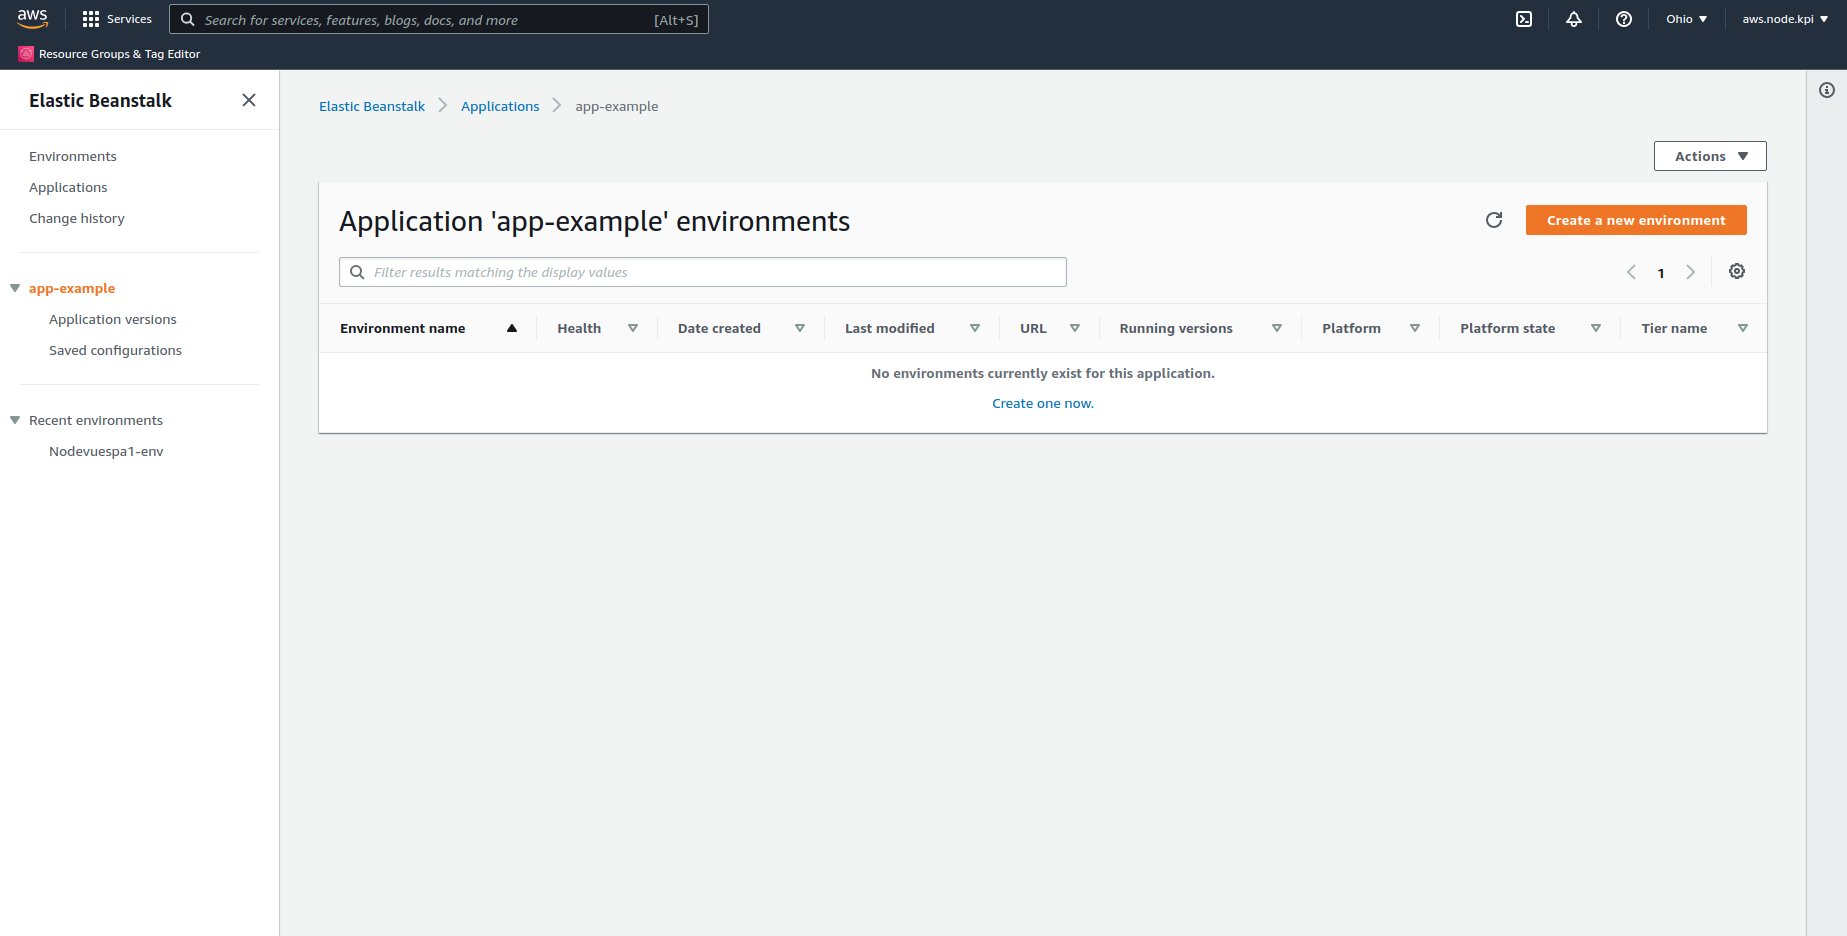 aws
Services
Search for services, features, blogs, docs, and more
[Alt+S]
Ohio
aws.node.kpi
Resource Groups & Tag Editor
Elastic Beanstalk
Environments
Applications
Change history
app-example
Application versions
Saved configurations
Recent environments
Nodevuespa1-env
Elastic Beanstalk
Applications
app-example
Actions
Application 'app-example' environments
Create a new environment
Filter results matching the display values
1
Environment name
Health
Date created
Last modified
URL
Running versions
Platform
Platform state
Tier name
No environments currently exist for this application.
Create one now.